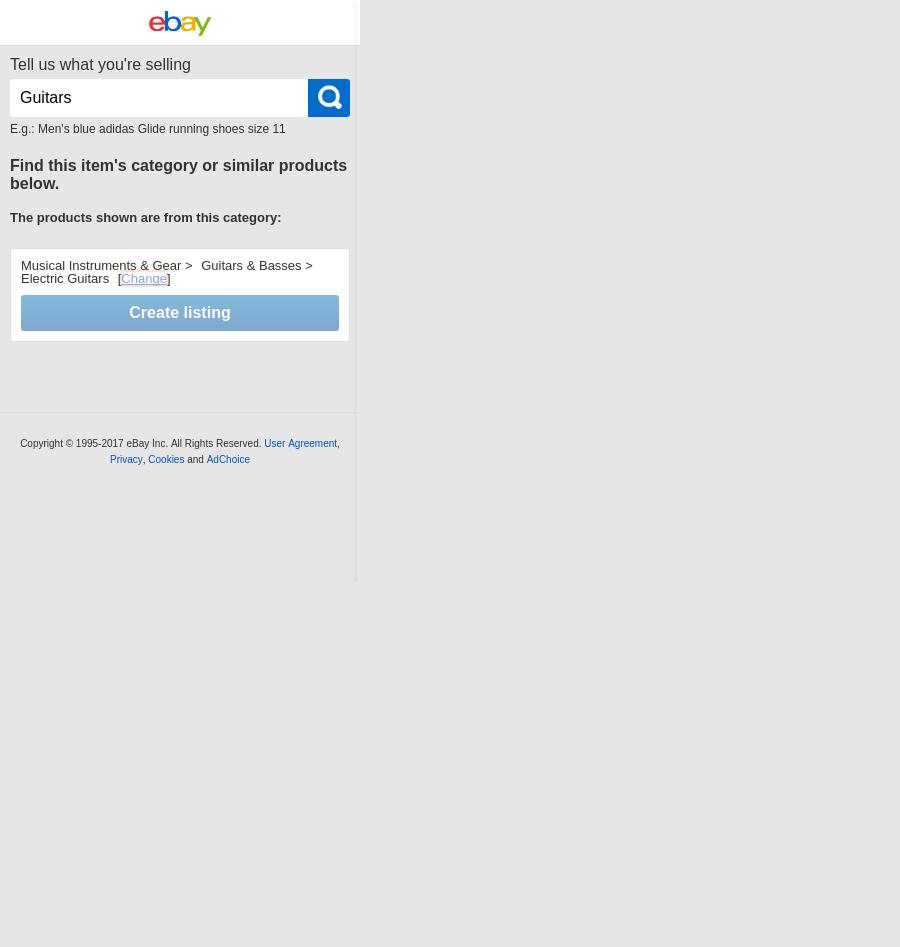 ebay
Tell us what you're selling
Guitars
E.g.: Men's blue adidas Glide running shoes size 11
Find this item's category or similar products
below.
The products shown are from this category:
Musical Instruments & Gear > Guitars & Basses >
Electric Guitars [Change]
Create listing
Copyright © 1995-2017 eBay Inc. All Rights Reserved. User Agreement,
Privacy, Cookies and AdChoice